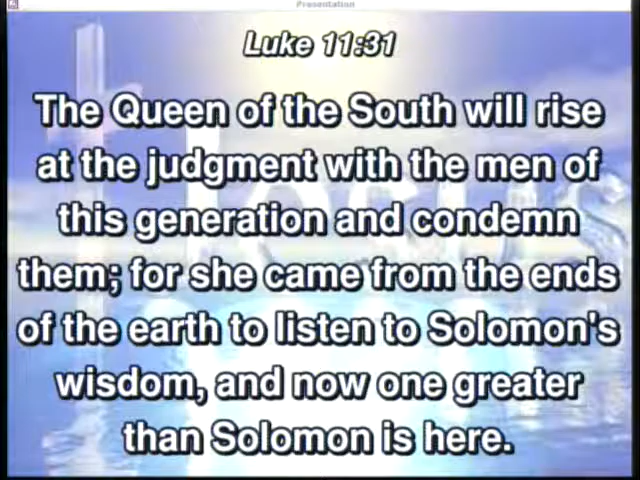 Presentation
Luke 11:31
The Queen of the South will rise
at the judgment with the men of
this generation and condemn
them; for she came from the ends
of the earth to listen to Solomon's
wisdom, and now one greater
than Solomon is here.
Jesus